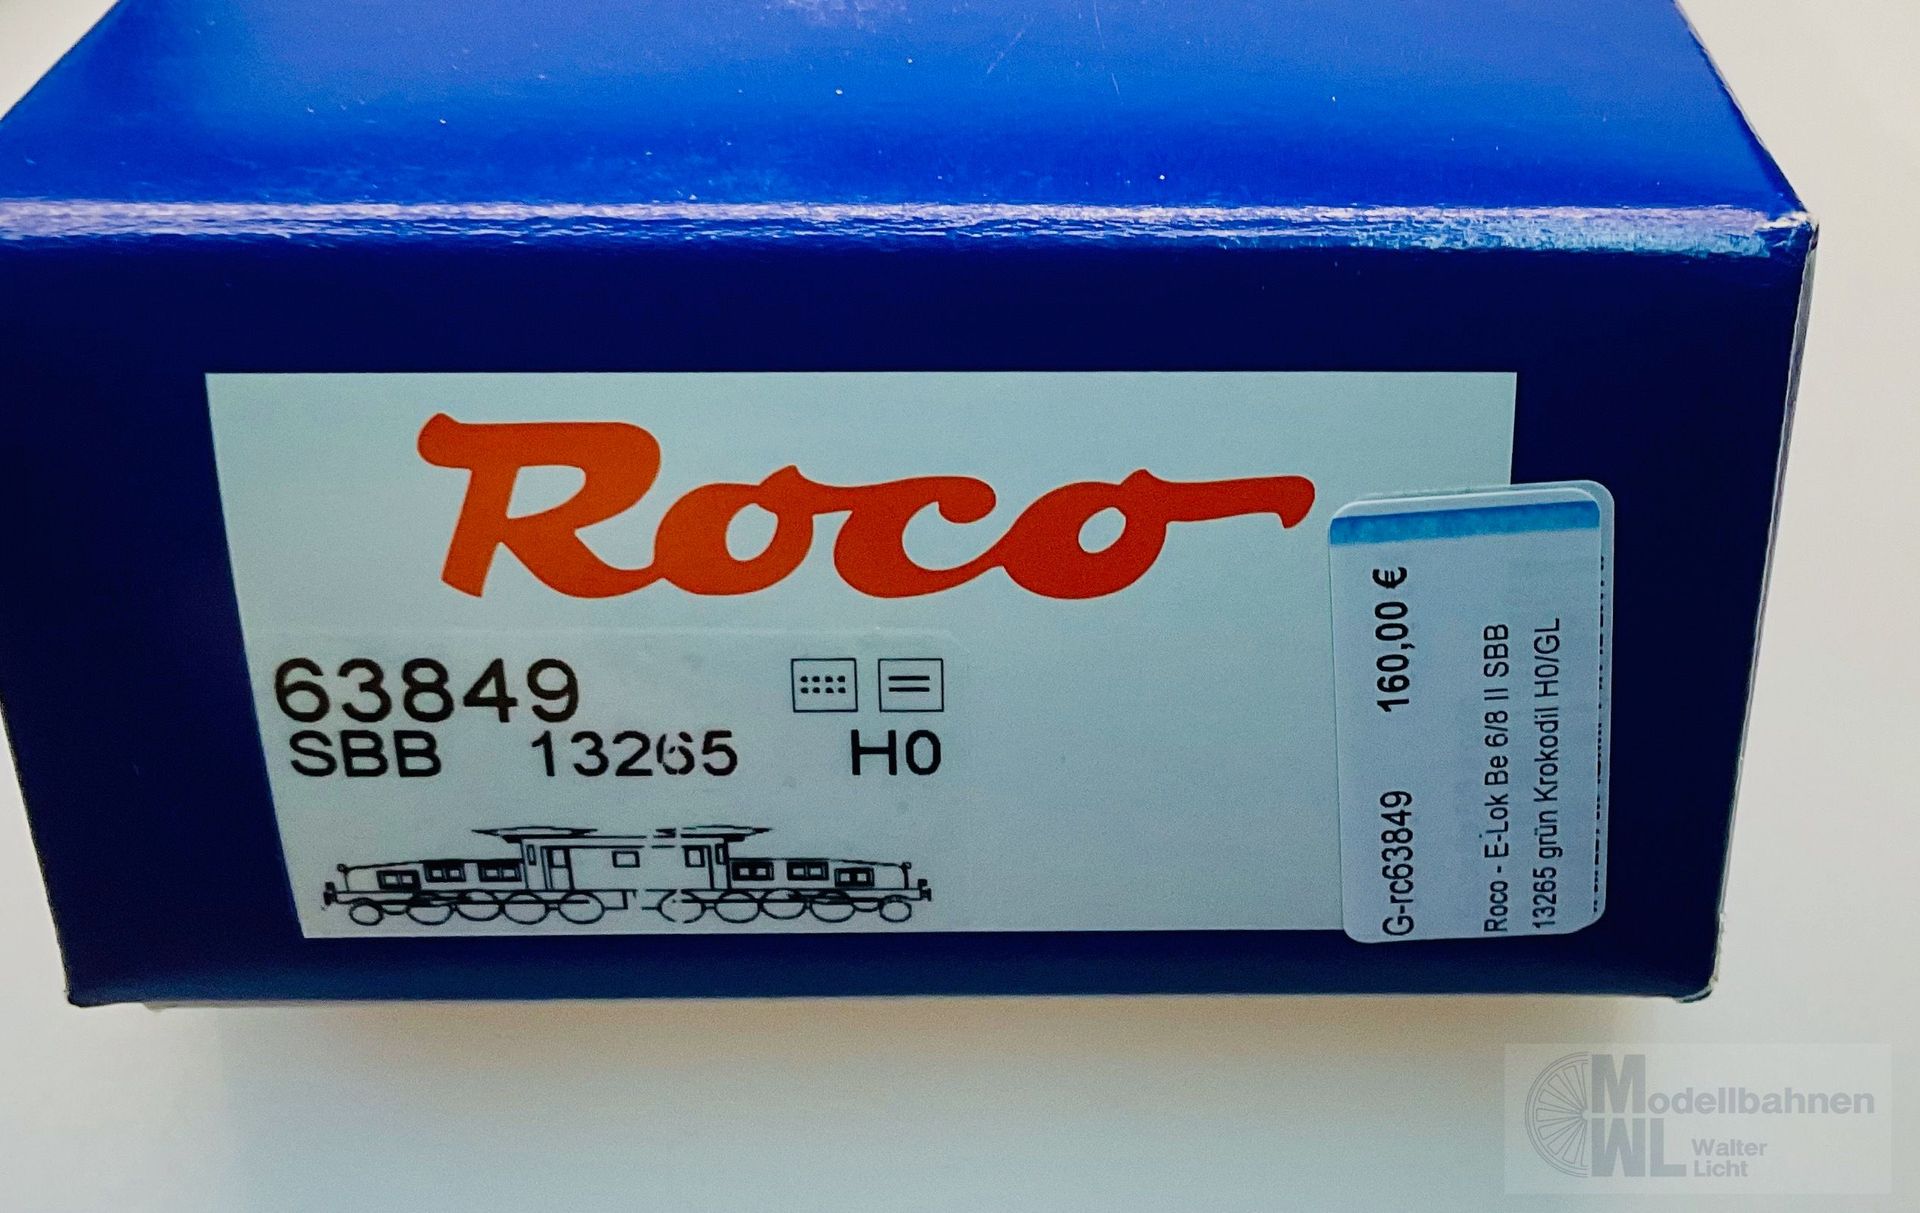 Roco
63849
SBB 13265 H0
G-rc63849 160,00 €
Roco - E-Lok Be 6/8 II SBB
13265 grün Krokodil H0/GL
Modellbahnen
WL Walter
Licht